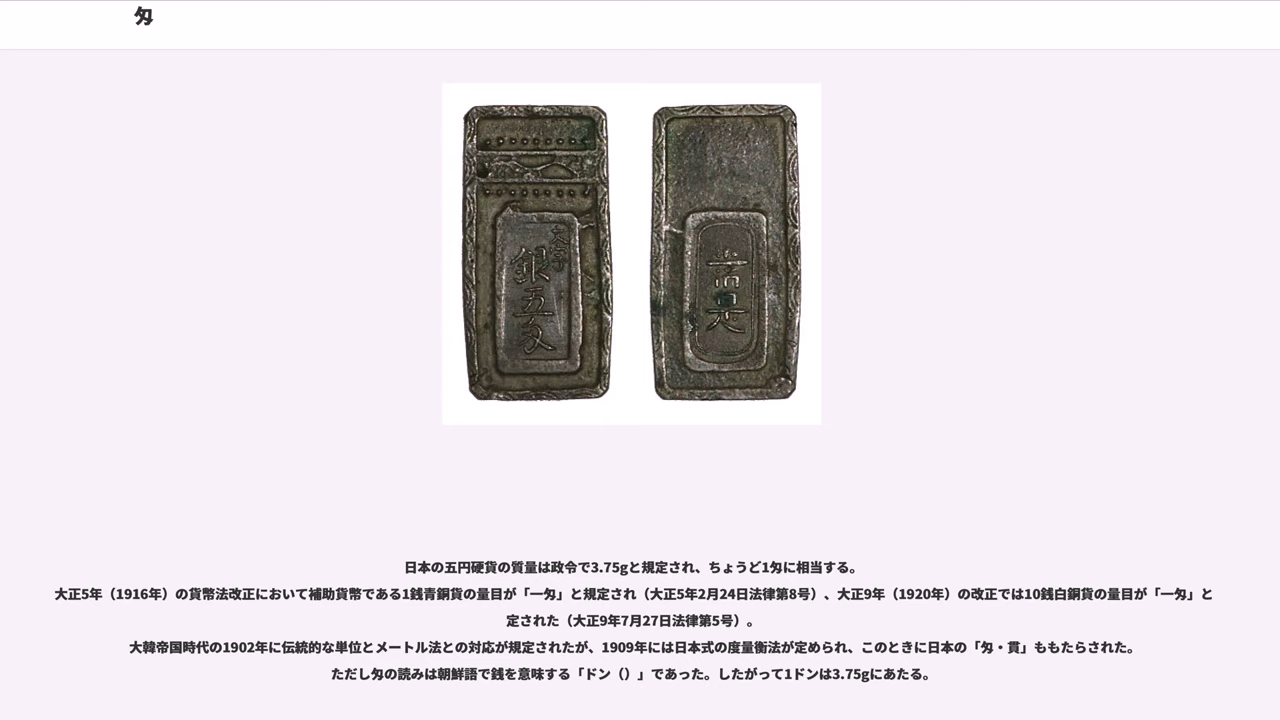 匁
文字
銀五匁
常是
日本の五円硬貨の質量は政令で3.75gと規定され、ちょうど1匁に相当する。
大正5年（1916年）の貨幣法改正において補助貨幣である1銭青銅貨の量目が「一匁」と規定され（大正5年2月24日法律第8号）、大正9年（1920年）の改正では10銭白銅貨の量目が「一匁」と
定された（大正9年7月27日法律第5号）。
大韓帝国時代の1902年に伝統的な単位とメートル法との対応が規定されたが、1909年には日本式の度量衡法が定められ、このときに日本の「匁・貫」ももたらされた。
ただし匁の読みは朝鮮語で銭を意味する「ドン（）」であった。したがって1ドンは3.75gにあたる。